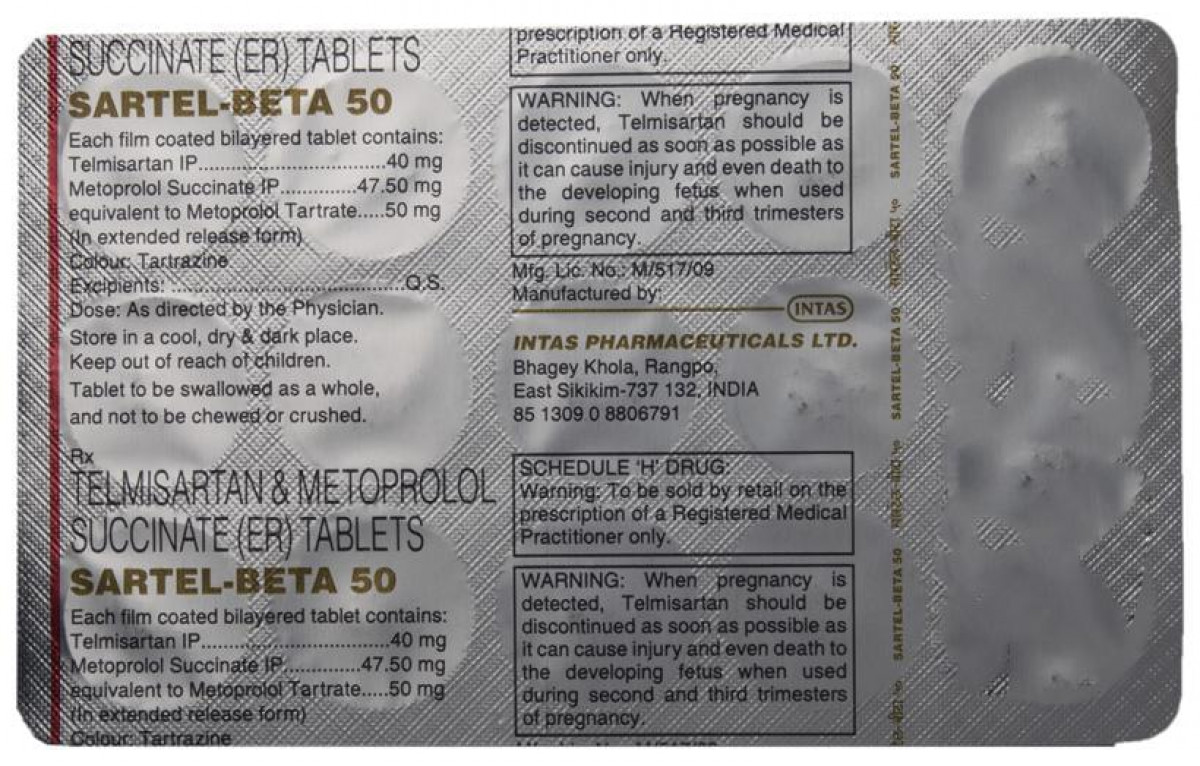 SUCCINATE (ER) TABLETS
SARTEL-BETA 50
Each film coated bilayered tablet contains:
Telmisartan IP..................................40 mg
Metoprolol Succinate IP.............47.50 mg
equivalent to Metoprolol Tartrate.....50 mg
(In extended release form)
Colour: Tartrazine
Excipients: ..........................................Q.S.
Dose: As directed by the Physician.
Store in a cool, dry & dark place.
Keep out of reach of children.
Tablet to be swallowed as a whole,
and not to be chewed or crushed.
Rx
TELMISARTAN & METOPROLOL
SUCCINATE (ER) TABLETS
SARTEL-BETA 50
Each film coated bilayered tablet contains:
Telmisartan IP..................................40 mg
Metoprolol Succinate IP.............47.50 mg
equivalent to Metoprolol Tartrate.....50 mg
(In extended release form)
Colour: Tartrazine
prescription of a Registered Medical
Practitioner only.
WARNING: When pregnancy is
detected, Telmisartan should be
discontinued as soon as possible as
it can cause injury and even death to
the developing fetus when used
during second and third trimesters
of pregnancy.
Mfg. Lic. No.: M/517/09
Manufactured by:
INTAS
INTAS PHARMACEUTICALS LTD.
Bhagey Khola, Rangpo,
East Sikikim-737 132, INDIA
85 1309 0 8806791
SCHEDULE 'H' DRUG:
Warning: To be sold by retail on the
prescription of a Registered Medical
Practitioner only.
WARNING: When pregnancy is
detected, Telmisartan should be
discontinued as soon as possible as
it can cause injury and even death to
the developing fetus when used
during second and third trimesters
of pregnancy.
SARTEL-BETA 50
SARTEL-BETA 50
SARTEL-BETA 50